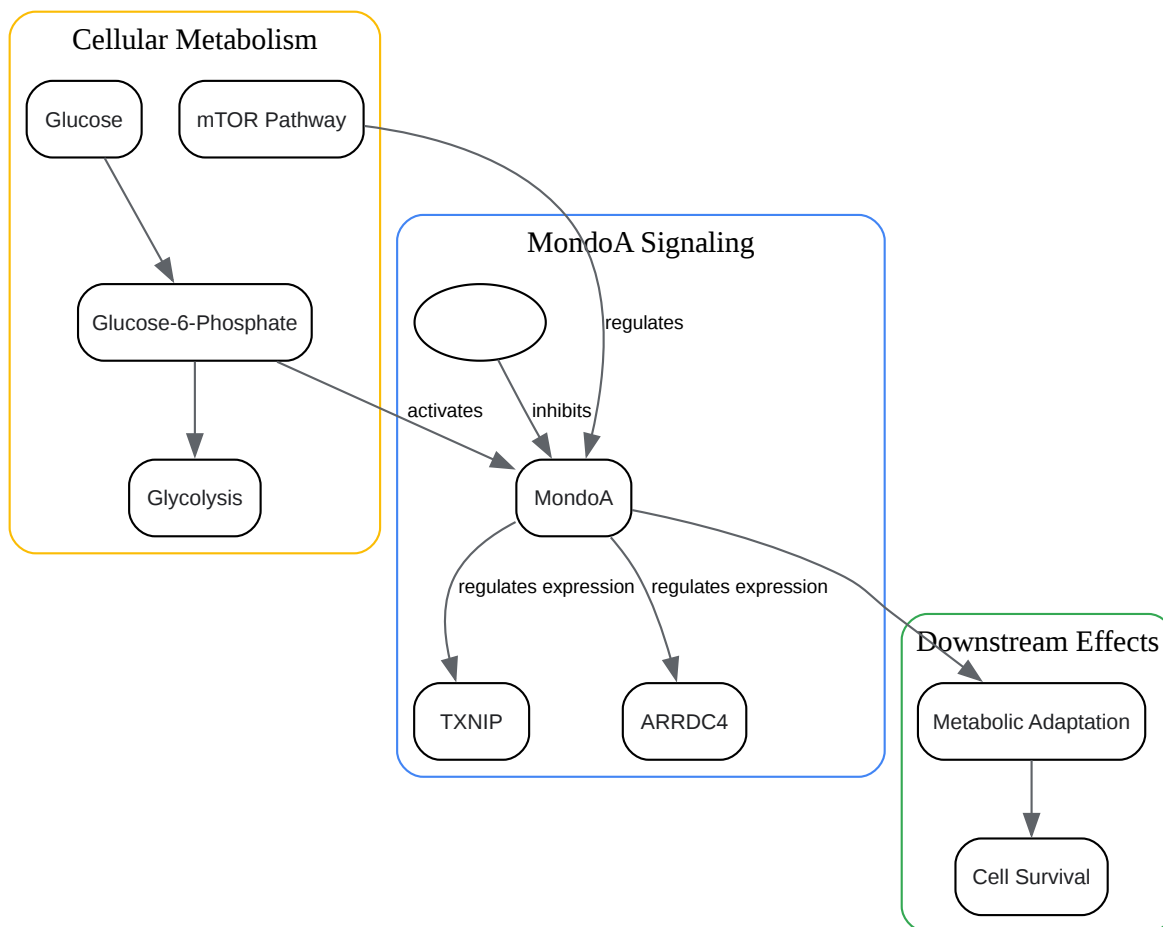 Cellular Metabolism
Glucose
mTOR Pathway
MondoA Signaling
Glucose-6-Phosphate
regulates
activates
inhibits
Glycolysis
MondoA
regulates expression
regulates expression
Downstream Effects
TXNIP
ARRDC4
Metabolic Adaptation
Cell Survival